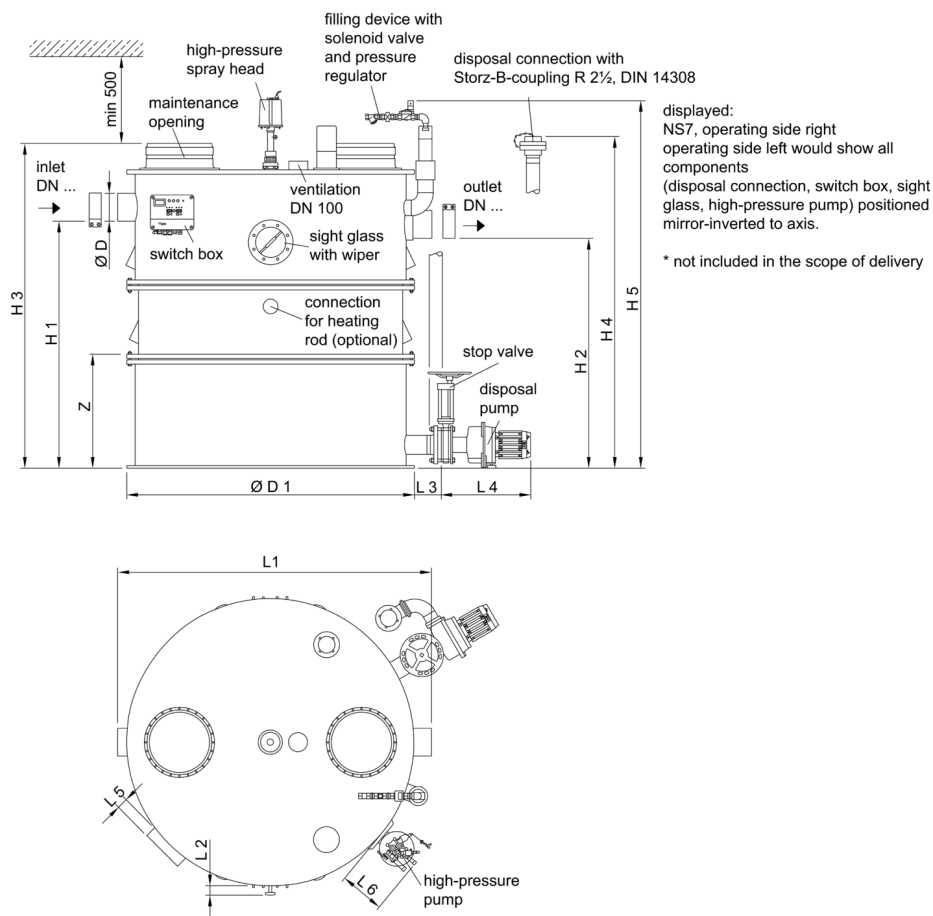 filling device with
solenoid valve
and pressure
regulator
high-pressure
spray head
disposal connection with
Storz-B-coupling R 2½, DIN 14308
min 500
maintenance
opening
displayed:
NS7, operating side right
operating side left would show all
components
(disposal connection, switch box, sight
glass, high-pressure pump) positioned
mirror-inverted to axis.
* not included in the scope of delivery
inlet
DN ...
ventilation
DN 100
outlet
DN ...
switch box
sight glass
with wiper
Ø D
H 3
H 1
connection
for heating
rod (optional)
H 5
H 4
H 2
stop valve
disposal
pump
Z
Ø D 1
L 3
L 4
L1
L 5
L 2
L 6
high-pressure
pump